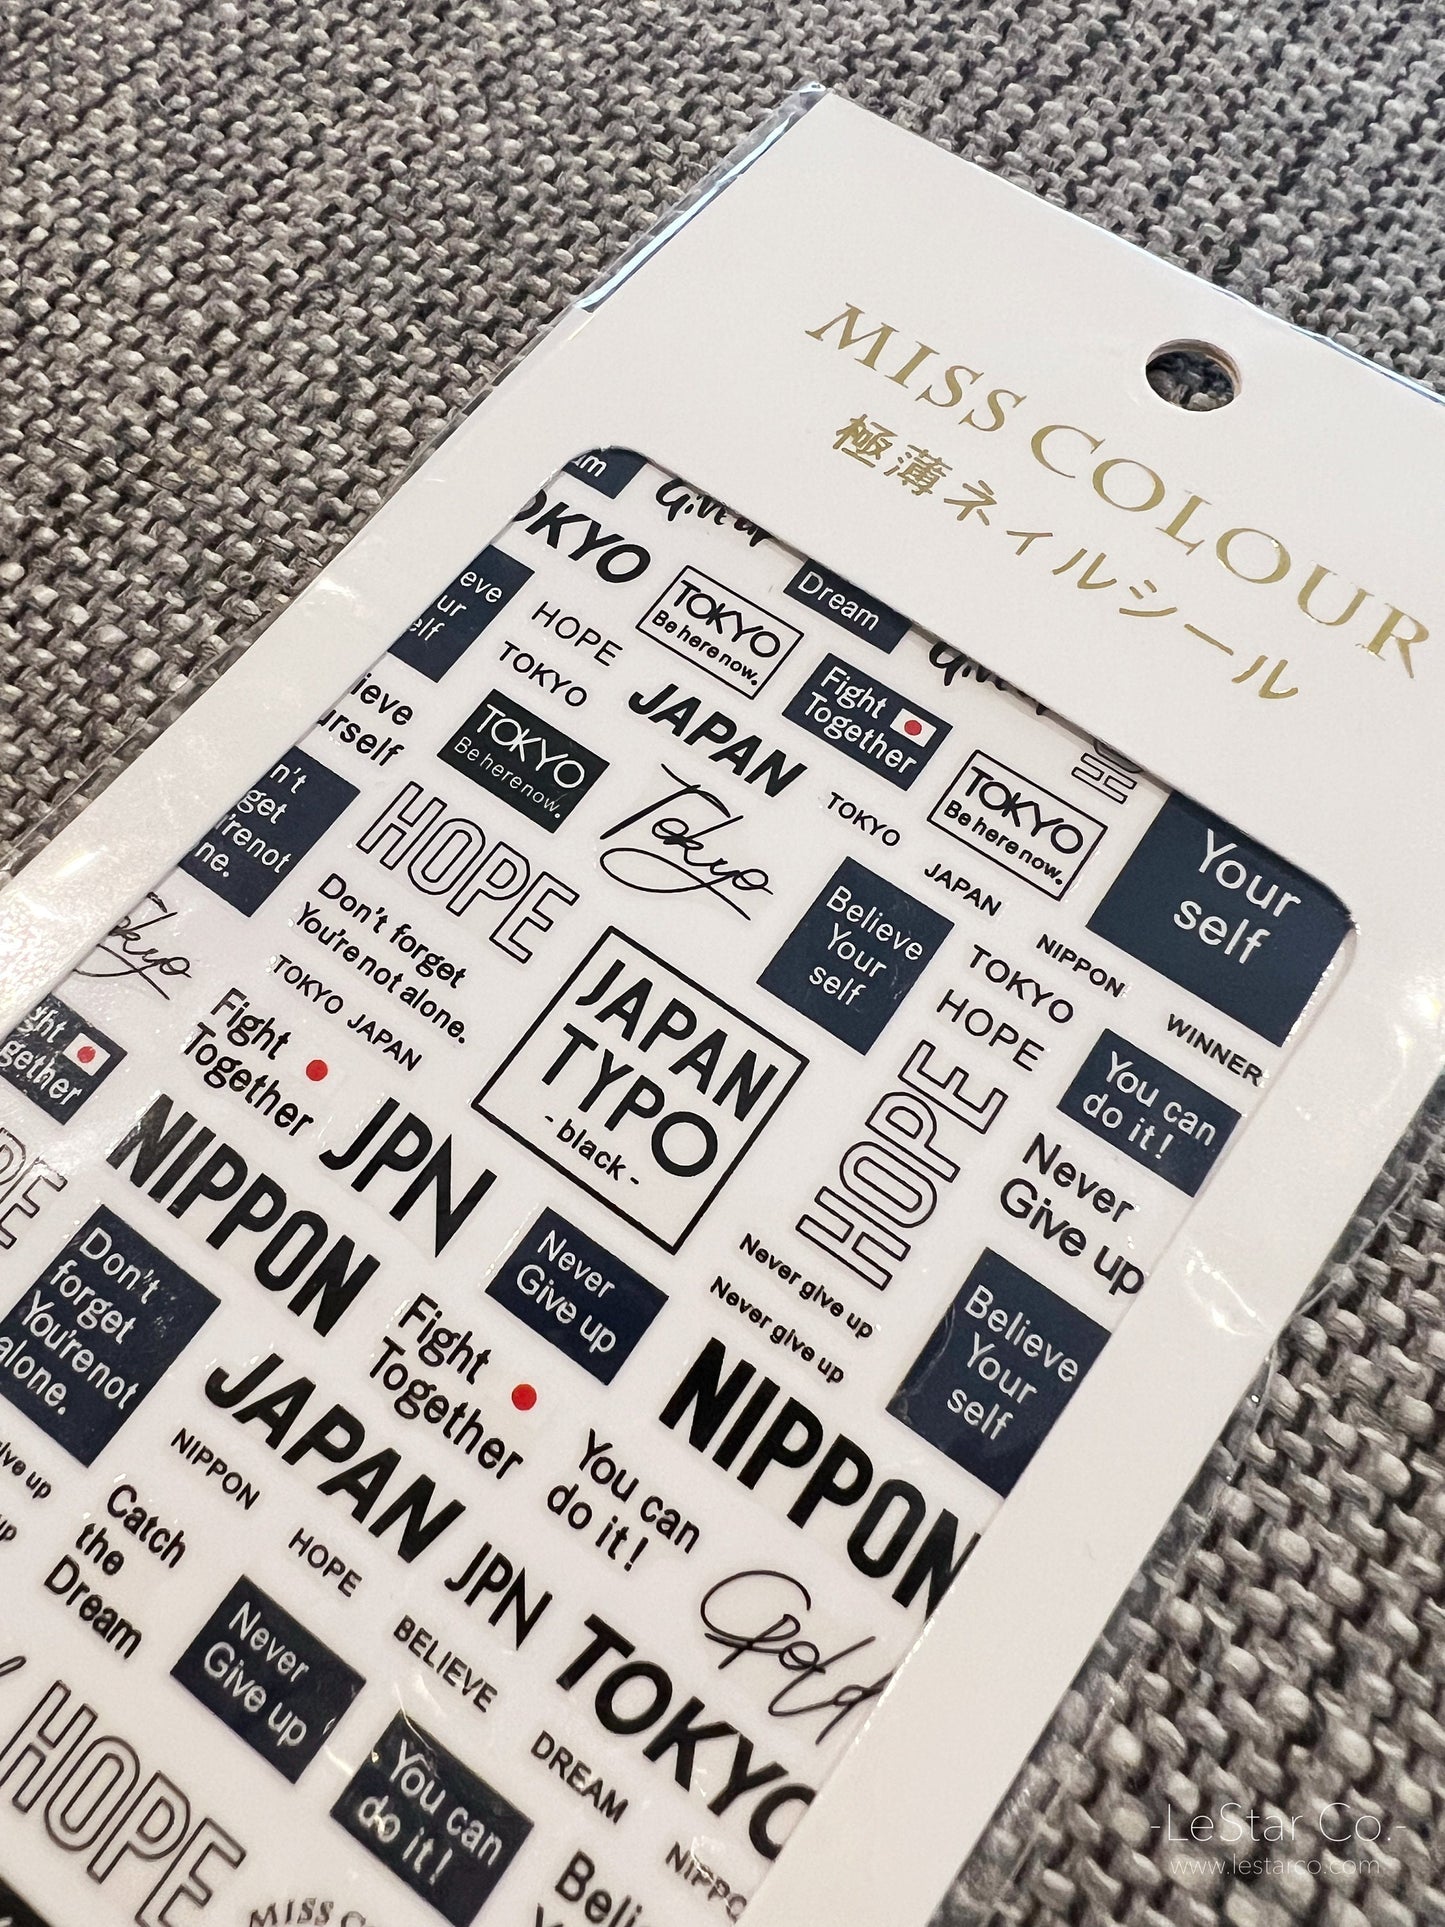 MISS COLOUR
極薄ネイルシール
Give up
TOKYO
Dream
HOPE
TOKYO
Be here now.
TOKYO
JAPAN
Fight
Together
TOKYO
Be here now.
TOKYO
Be here now.
HOPE
Tokyo
TOKYO
JAPAN
Your
self
Believe
Your
self
NIPPON
TOKYO
HOPE
WINNER
Don't forget
You're not alone.
TOKYO JAPAN
Tokyo
JAPAN
TYPO
- black -
HOPE
You can
do it!
Never
Give up
Fight
Together
JPN
NIPPON
Never
Give up
Never give up
Never give up
Believe
Your
self
Don't
forget
You're not
alone.
Fight
Together
JAPAN
NIPPON
You can
do it!
NIPPON
Catch
the
Dream
HOPE
JPN
Gold
BELIEVE
TOKYO
Never
Give up
DREAM
HOPE
You can
do it!
MISS
-LeStar Co.-
www.lestarco.com